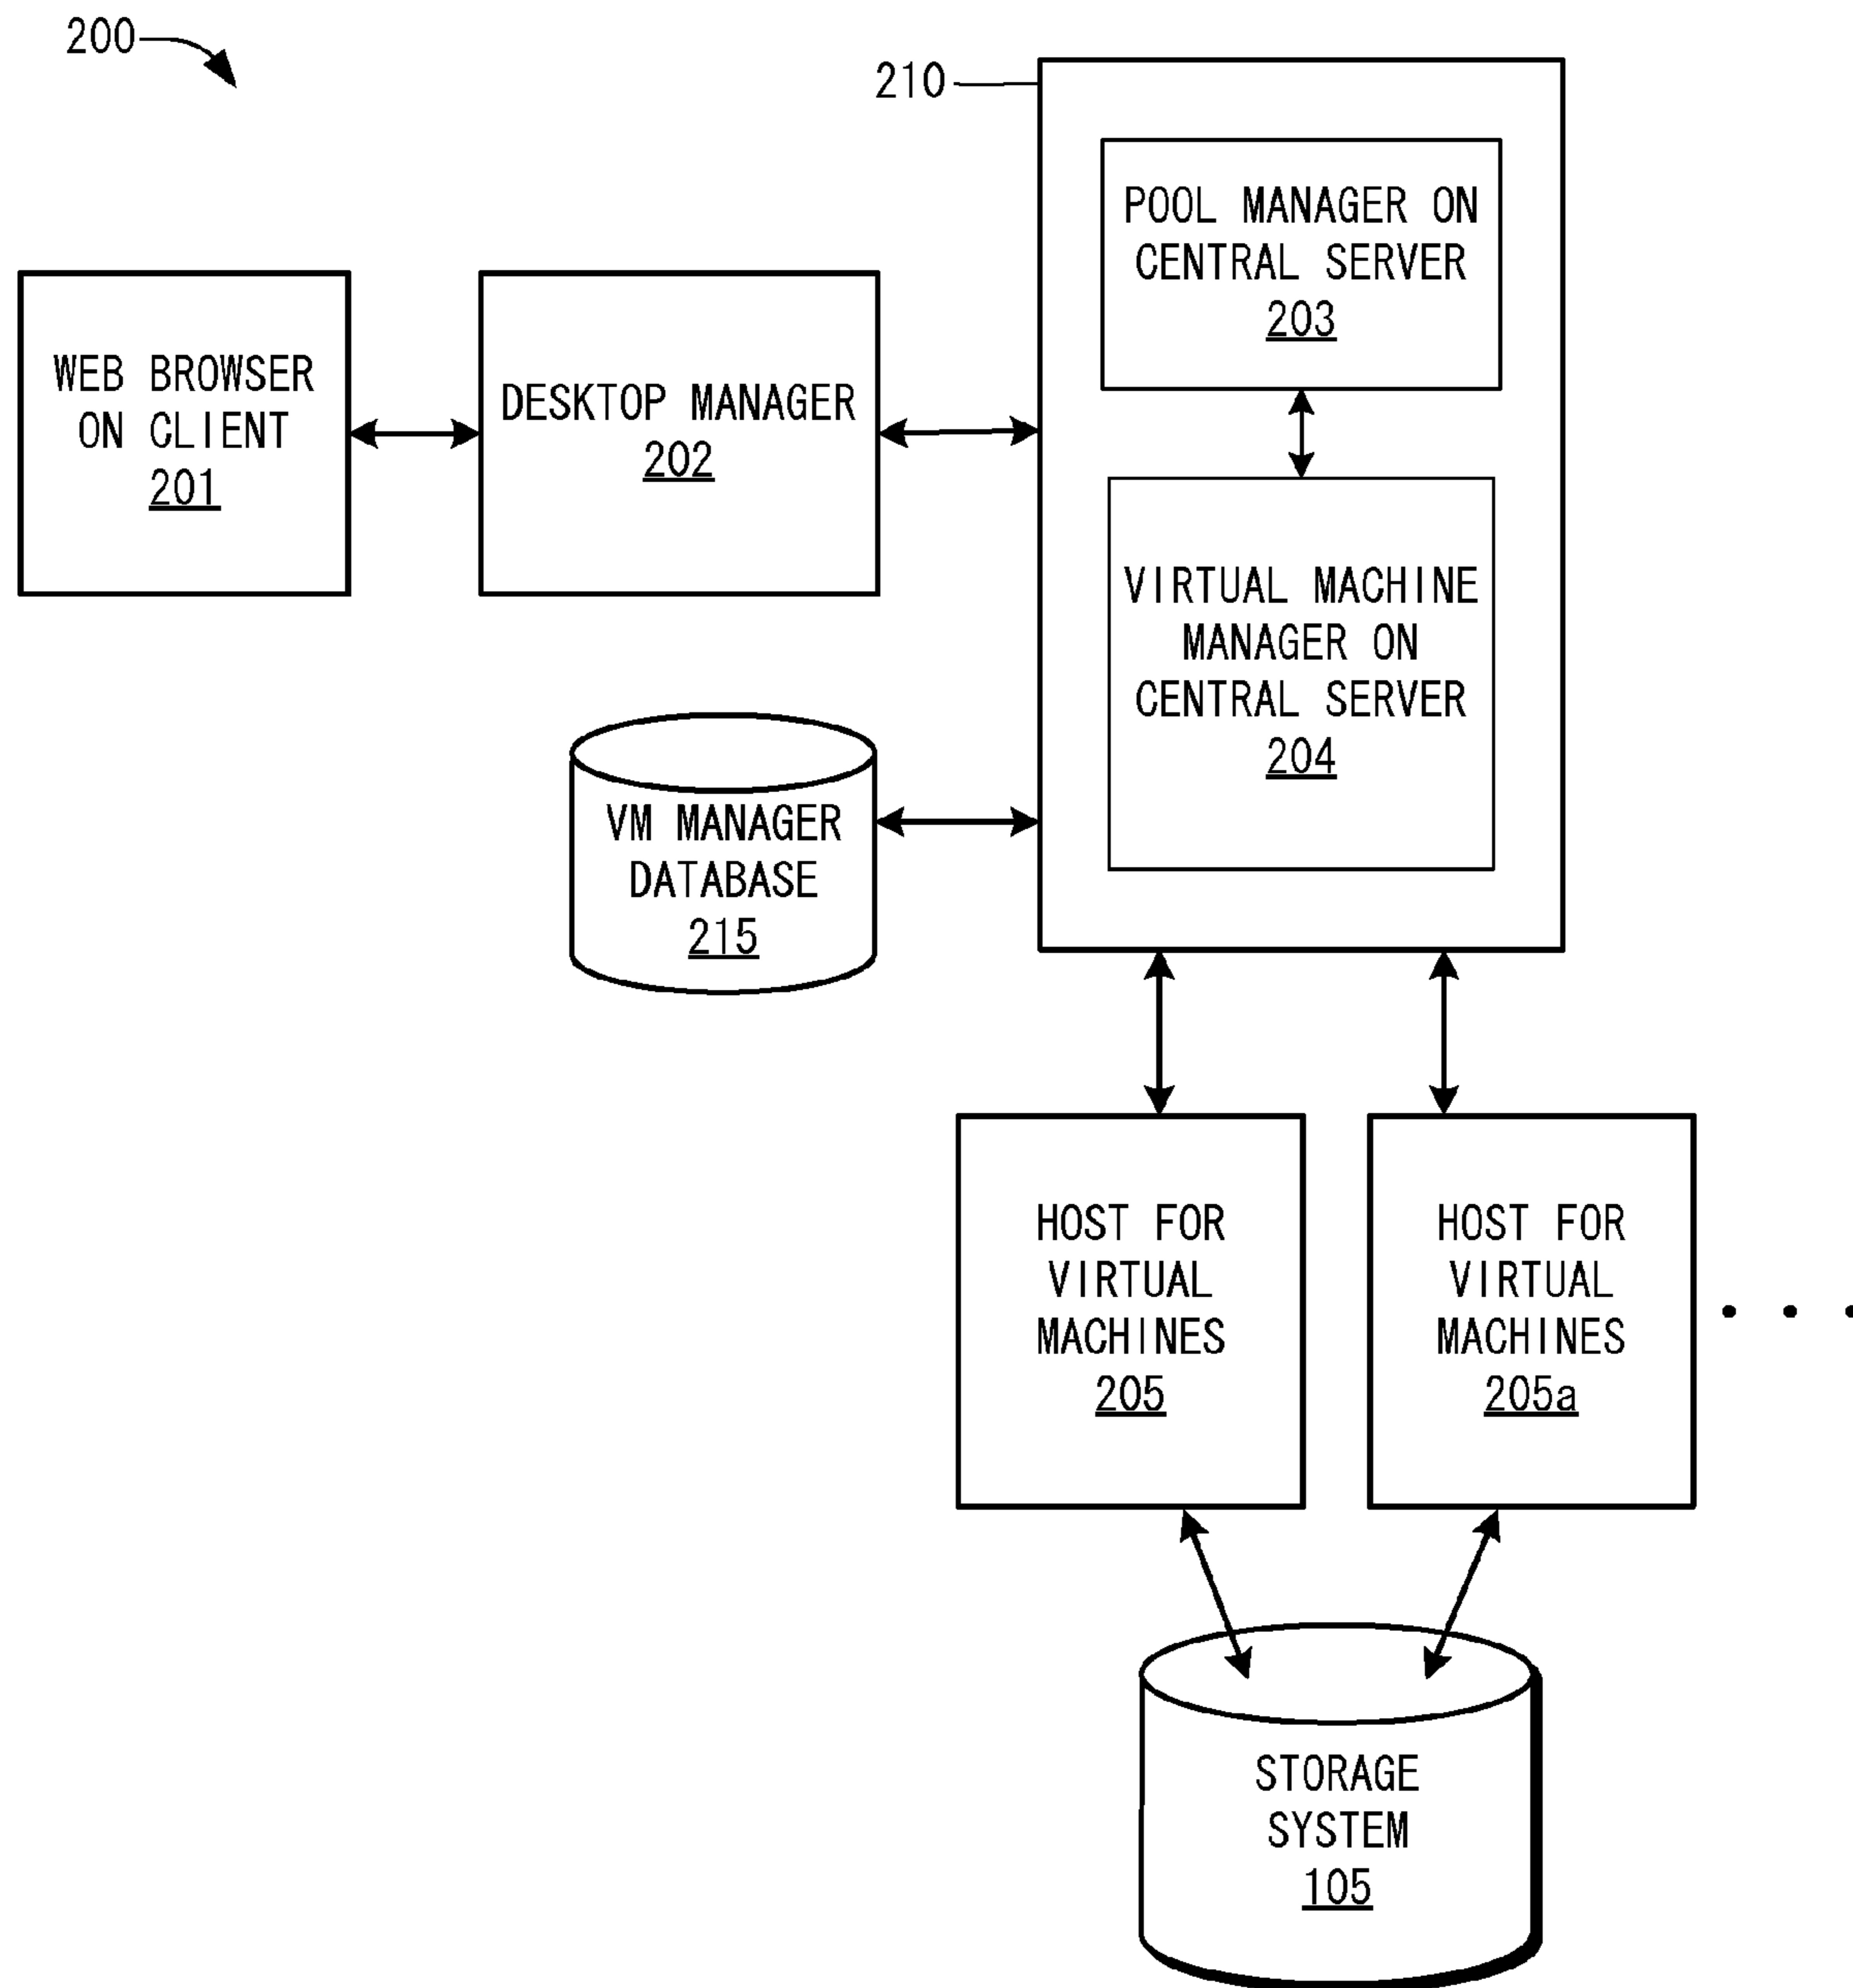 200
210
POOL MANAGER ON
CENTRAL SERVER
203
WEB BROWSER
ON CLIENT
201
DESKTOP MANAGER
202
VIRTUAL MACHINE
MANAGER ON
CENTRAL SERVER
204
VM MANAGER
DATABASE
215
HOST FOR
VIRTUAL
MACHINES
205
HOST FOR
VIRTUAL
MACHINES
205a
. . .
STORAGE
SYSTEM
105